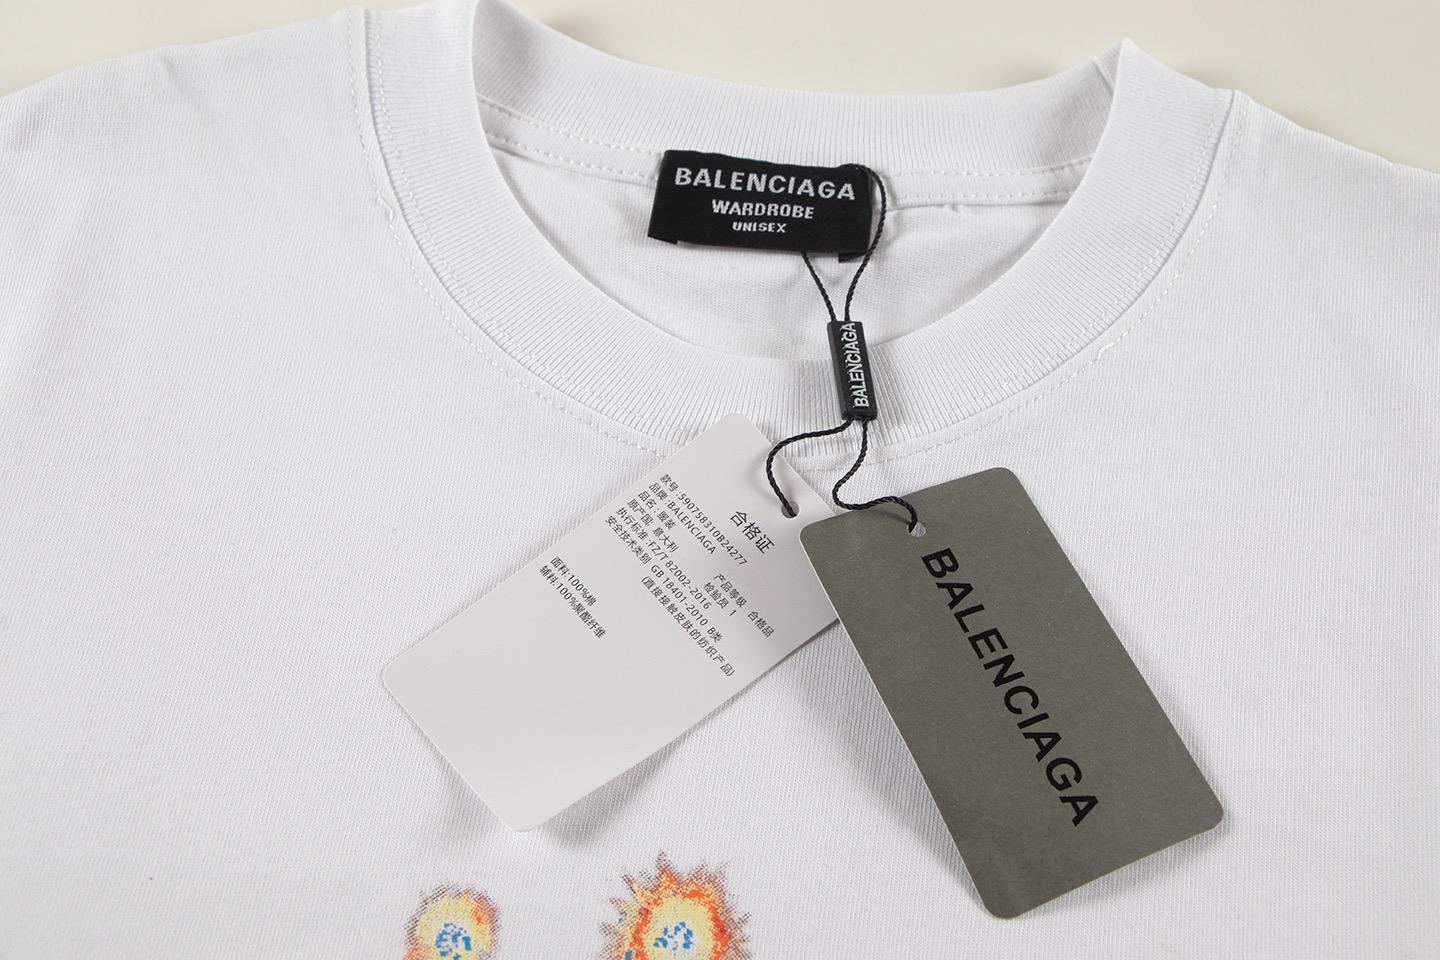 BALENCIAGA
WARDROBE
UNISEX
BALENCIAGA
合格证
款号:590758310B24277
品牌:BALENCIAGA
品名:服装
产品等级 合格品
原产国:意大利
检验员 1
执行标准:FZ/T 82002-2016
安全技术类别 GB 18401-2010 B类
(直接接触皮肤的纺织产品)
面料:100%棉
辅料:100%聚酯纤维
BALENCIAGA